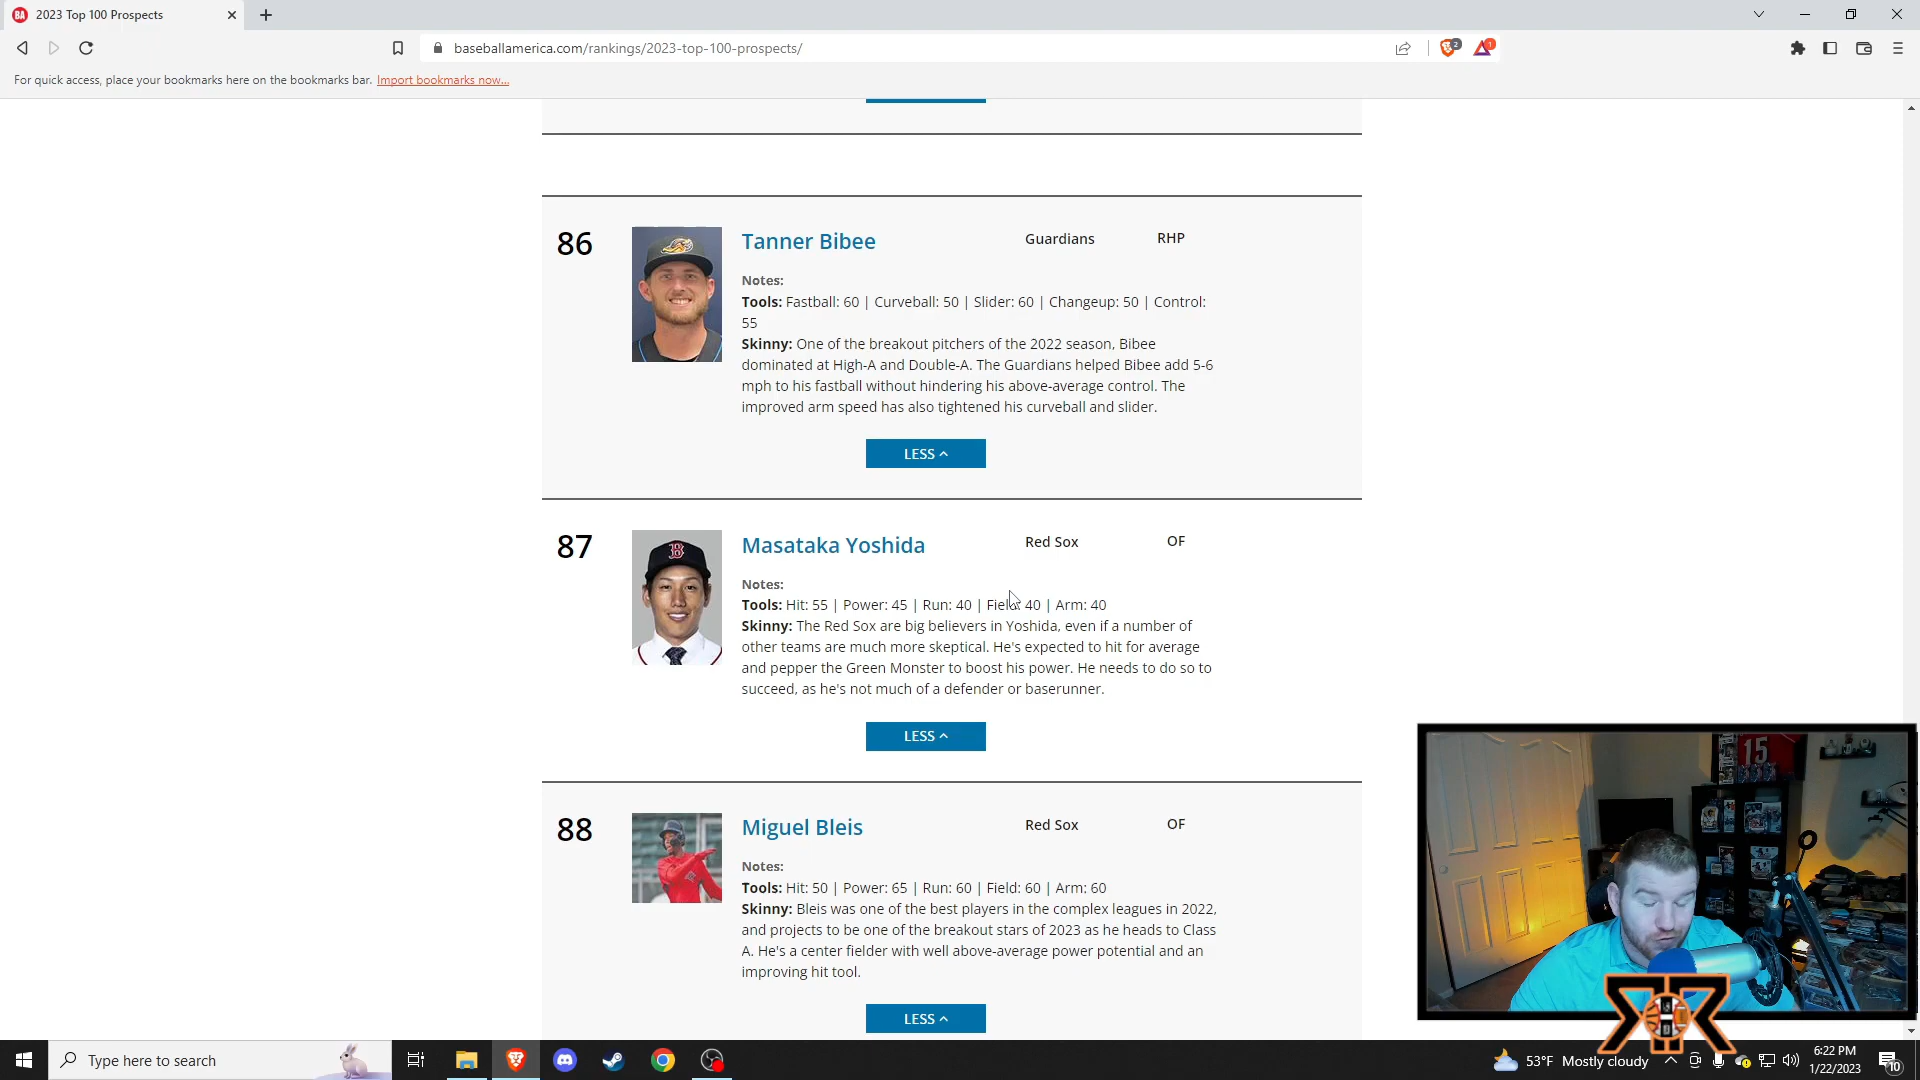 2023 Top 100 Prospects
baseballamerica.com/rankings/2023-top-100-prospects/
2
1
For quick access, place your bookmarks here on the bookmarks bar. Import bookmarks now...
86
Tanner Bibee
Guardians
RHP
Notes:
Tools: Fastball: 60 | Curveball: 50 | Slider: 60 | Changeup: 50 | Control:
55
Skinny: One of the breakout pitchers of the 2022 season, Bibee
dominated at High-A and Double-A. The Guardians helped Bibee add 5-6
mph to his fastball without hindering his above-average control. The
improved arm speed has also tightened his curveball and slider.
LESS
87
Masataka Yoshida
Red Sox
OF
Notes:
Tools: Hit: 55 | Power: 45 | Run: 40 | Field: 40 | Arm: 40
Skinny: The Red Sox are big believers in Yoshida, even if a number of
other teams are much more skeptical. He's expected to hit for average
and pepper the Green Monster to boost his power. He needs to do so to
succeed, as he's not much of a defender or baserunner.
LESS
88
Miguel Bleis
Red Sox
OF
Notes:
Tools: Hit: 50 | Power: 65 | Run: 60 | Field: 60 | Arm: 60
Skinny: Bleis was one of the best players in the complex leagues in 2022,
and projects to be one of the breakout stars of 2023 as he heads to Class
A. He's a center fielder with well above-average power potential and an
improving hit tool.
LESS
15
Type here to search
53°F Mostly cloudy
6:22 PM
1/22/2023
10